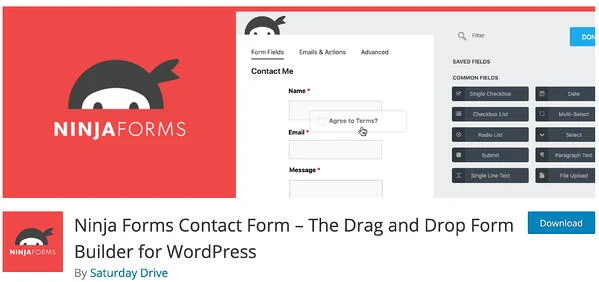 NINJAFORMS
Form Fields
Emails & Actions
Advanced
Contact Me
Name *
Agree to Terms?
Email *
Message *
Filter
DON
SAVED FIELDS
COMMON FIELDS
Single Checkbox
Date
Checkbox List
Multi-Select
Radio List
Select
Submit
Paragraph Text
Single Line Text
File Upload
NINJAFORMS
Ninja Forms Contact Form – The Drag and Drop Form
Builder for WordPress
By Saturday Drive
Download